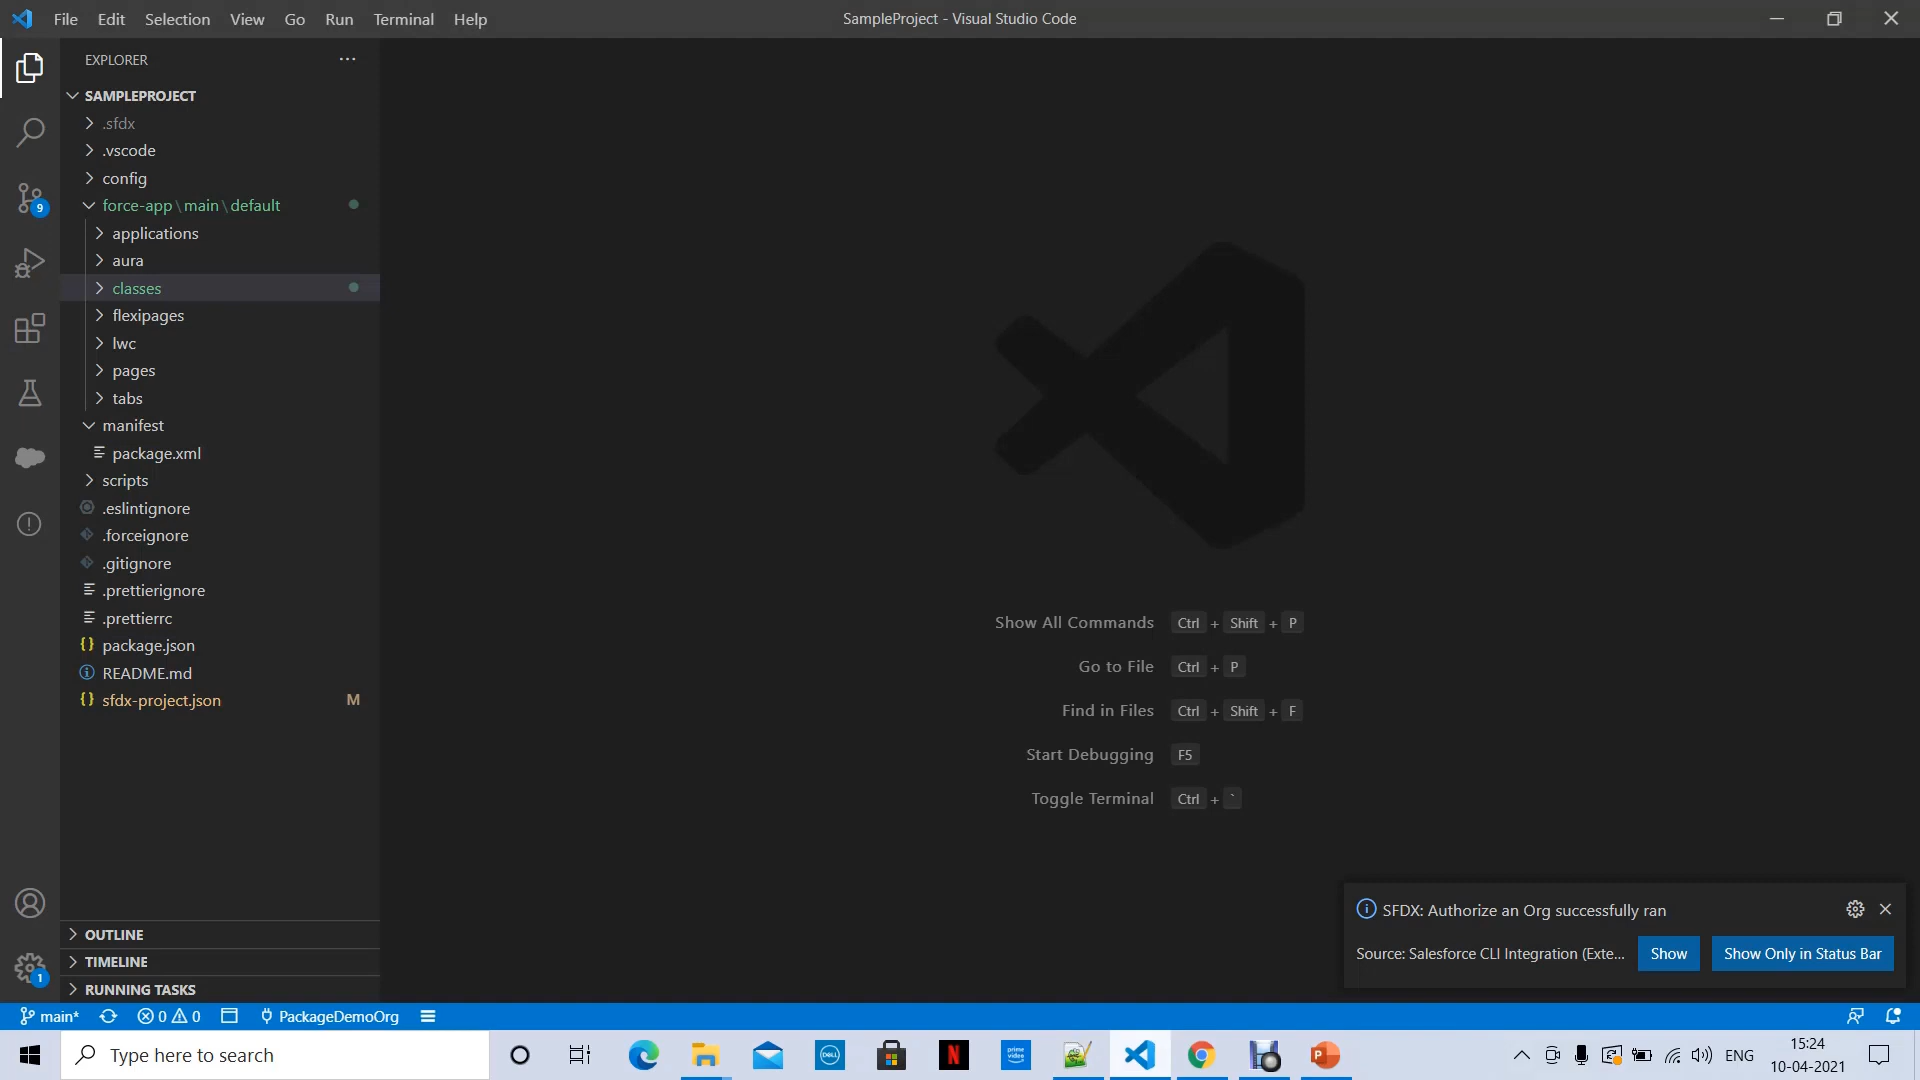 File Edit Selection View Go Run Terminal Help
SampleProject - Visual Studio Code
EXPLORER
SAMPLEPROJECT
.sfdx
.vscode
config
force-app\main\default
applications
aura
classes
flexipages
lwc
pages
tabs
manifest
package.xml
scripts
.eslintignore
.forceignore
.gitignore
.prettierignore
.prettierrc
package.json
README.md
sfdx-project.json M
9
1
OUTLINE
TIMELINE
RUNNING TASKS
Show All Commands Ctrl + Shift + P
Go to File Ctrl + P
Find in Files Ctrl + Shift + F
Start Debugging F5
Toggle Terminal Ctrl + `
SFDX: Authorize an Org successfully ran
Source: Salesforce CLI Integration (Exte... Show Show Only in Status Bar
main* 0 0 PackageDemoOrg
Type here to search
DELL
N
prime video
P
ENG
15:24
10-04-2021